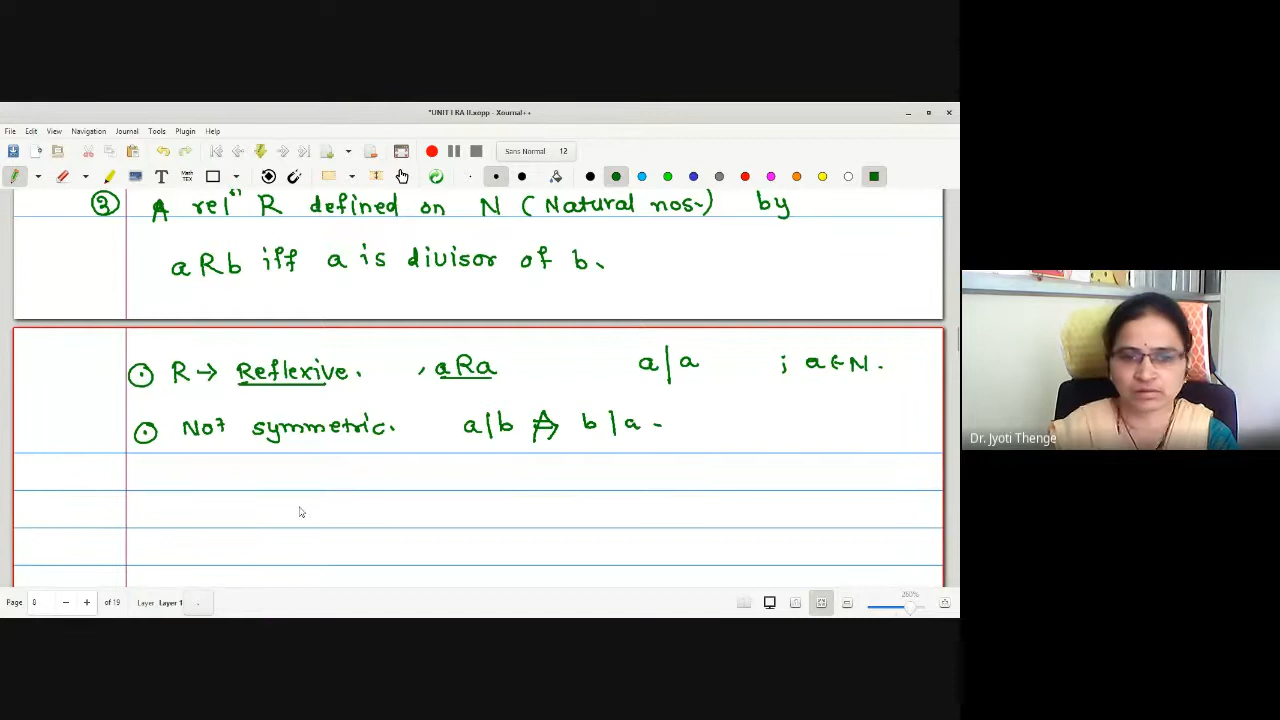 *UNIT I RA II.xopp - Xournal++
File Edit View Navigation Journal Tools Plugin Help
Sans Normal 12
③ A relⁿ R defined on N (Natural nos.) by
a R b iff a is divisor of b.
⊙ R → Reflexive. , aRa a|a ; a ∈ N.
⊙ Not symmetric. a|b ⇏ b|a.
Dr. Jyoti Thenge
Page 8 of 19 Layer Layer 1 260%